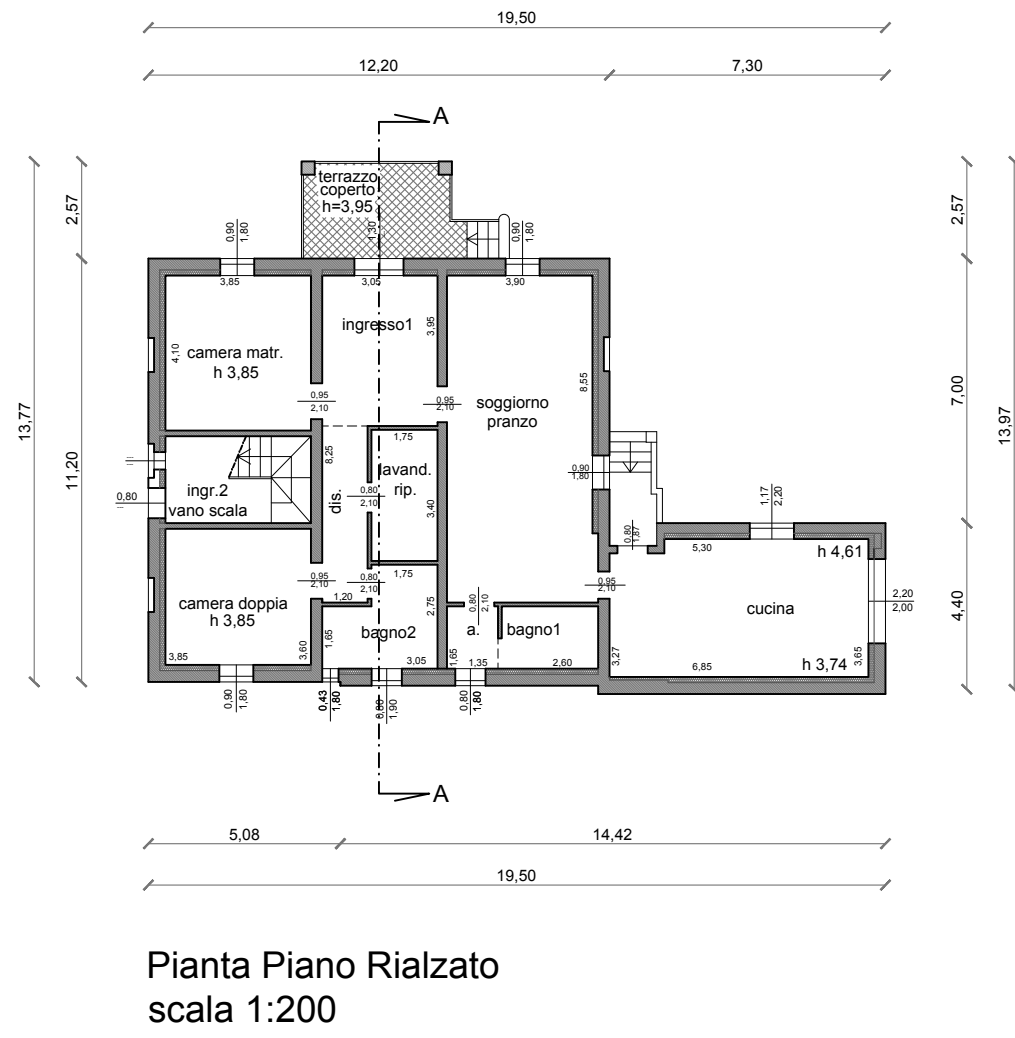 19,50
12,20
7,30
A
terrazzo
coperto
h=3,95
1,30
2,57
2,57
2,57
0,90
1,80
0,90
1,80
3,85
3,05
3,90
ingresso1
3,95
4,10
camera matr.
h 3,85
8,55
0,95
2,10
0,95
2,10
soggiorno
pranzo
7,00
13,77
13,97
11,20
1,75
8,25
lavand.
rip.
0,90
1,80
0,80
ingr.2
vano scala
dis.
0,80
2,10
3,40
1,17
2,20
0,80
1,87
5,30
h 4,61
1,75
0,95
2,10
0,80
2,10
0,95
2,10
1,20
0,80
2,10
2,20
2,00
4,40
camera doppia
h 3,85
2,75
cucina
bagno2
a.
bagno1
1,65
3,85
3,60
3,05
1,65
1,35
2,60
3,27
6,85
h 3,74
3,65
0,90
1,80
0,43
1,80
0,80
1,90
0,80
1,80
A
5,08
14,42
19,50
Pianta Piano Rialzato
scala 1:200